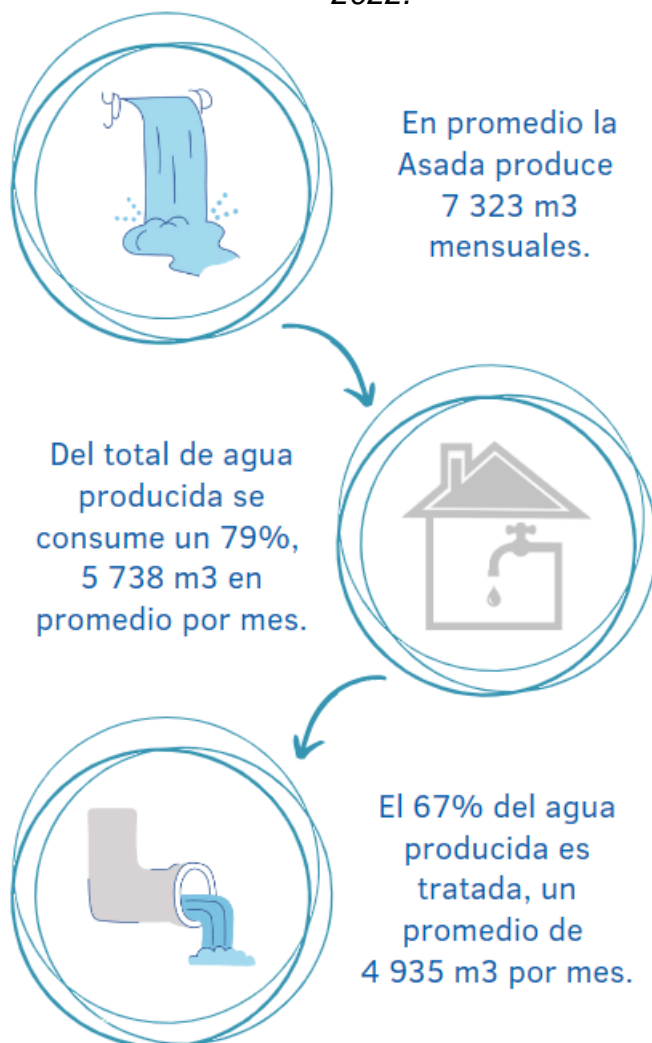 2022.
En promedio la
Asada produce
7 323 m3
mensuales.
Del total de agua
producida se
consume un 79%,
5 738 m3 en
promedio por mes.
El 67% del agua
producida es
tratada, un
promedio de
4 935 m3 por mes.